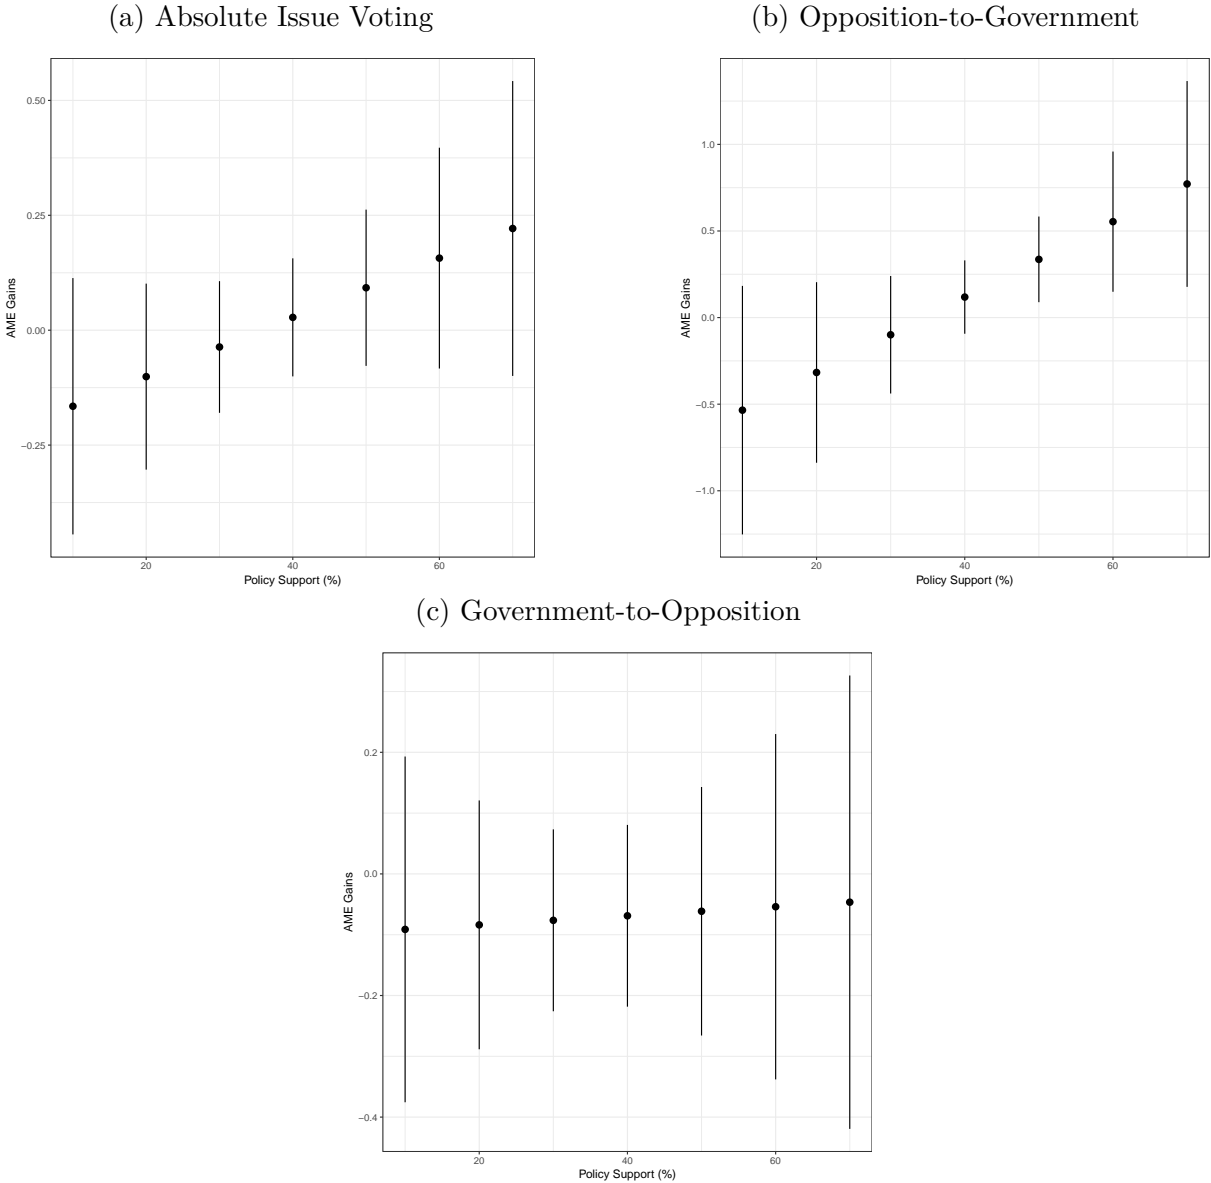 (a) Absolute Issue Voting
0.50
0.25
0.00
−0.25
AME Gains
20 40 60
Policy Support (%)
(b) Opposition-to-Government
1.0
0.5
0.0
−0.5
−1.0
AME Gains
20 40 60
Policy Support (%)
(c) Government-to-Opposition
0.2
0.0
−0.2
−0.4
AME Gains
20 40 60
Policy Support (%)